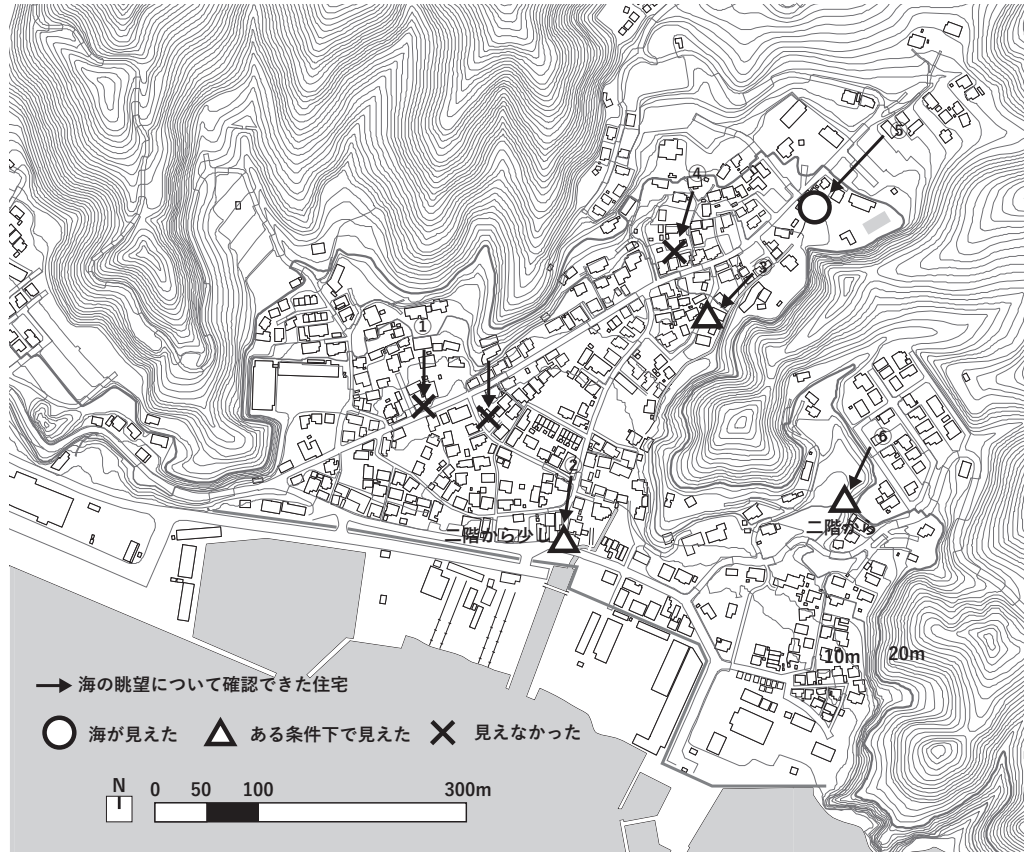 ⑤
④
③
①
⑥
②
二階から少し
二階から
10m 20m
海の眺望について確認できた住宅
海が見えた ある条件下で見えた 見えなかった
N 0 50 100 300m